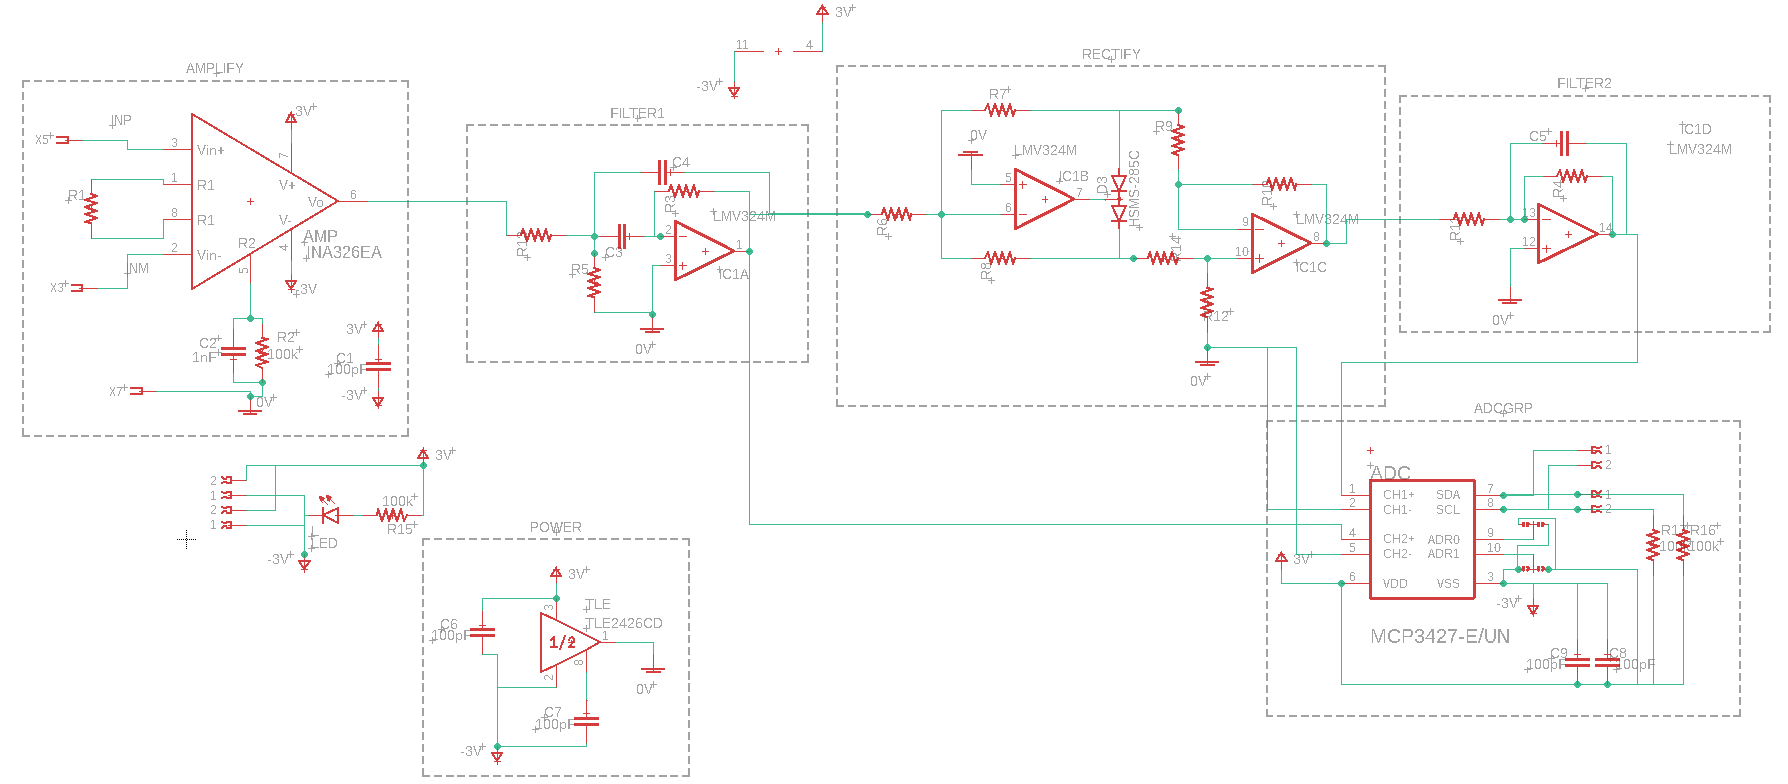 3V
11
4
-3V
AMPLIFY
INP
X5
3
Vin+
3V
7
V+
1
R1
R1
8
R1
Vo
6
2
Vin-
V-
4
R2
5
AMP
INA326EA
-3V
NM
X3
C2
1nF
R2
100k
3V
C1
100pF
-3V
X7
0V
FILTER1
C4
R3
LMV324M
C3
R5
2
3
1
IC1A
0V
RECTIFY
R7
0V
LMV324M
IC1B
5
6
7
D3
HSMS-285C
R9
R6
R8
R14
LMV324M
9
10
8
IC1C
R12
0V
FILTER2
C5
IC1D
LMV324M
R4
13
12
14
0V
3V
2
1
2
1
LED
100k
R15
-3V
POWER
3V
3
TLE
TLE2426CD
C6
100pF
1/2
1
8
2
0V
C7
100pF
-3V
ADCGRP
ADC
1
CH1+
SDA
7
2
CH1-
SCL
8
4
CH2+
ADR0
9
5
CH2-
ADR1
10
6
VDD
VSS
3
3V
-3V
1
2
1
2
R16
100k
MCP3427-E/UN
C9
100pF
C8
100pF